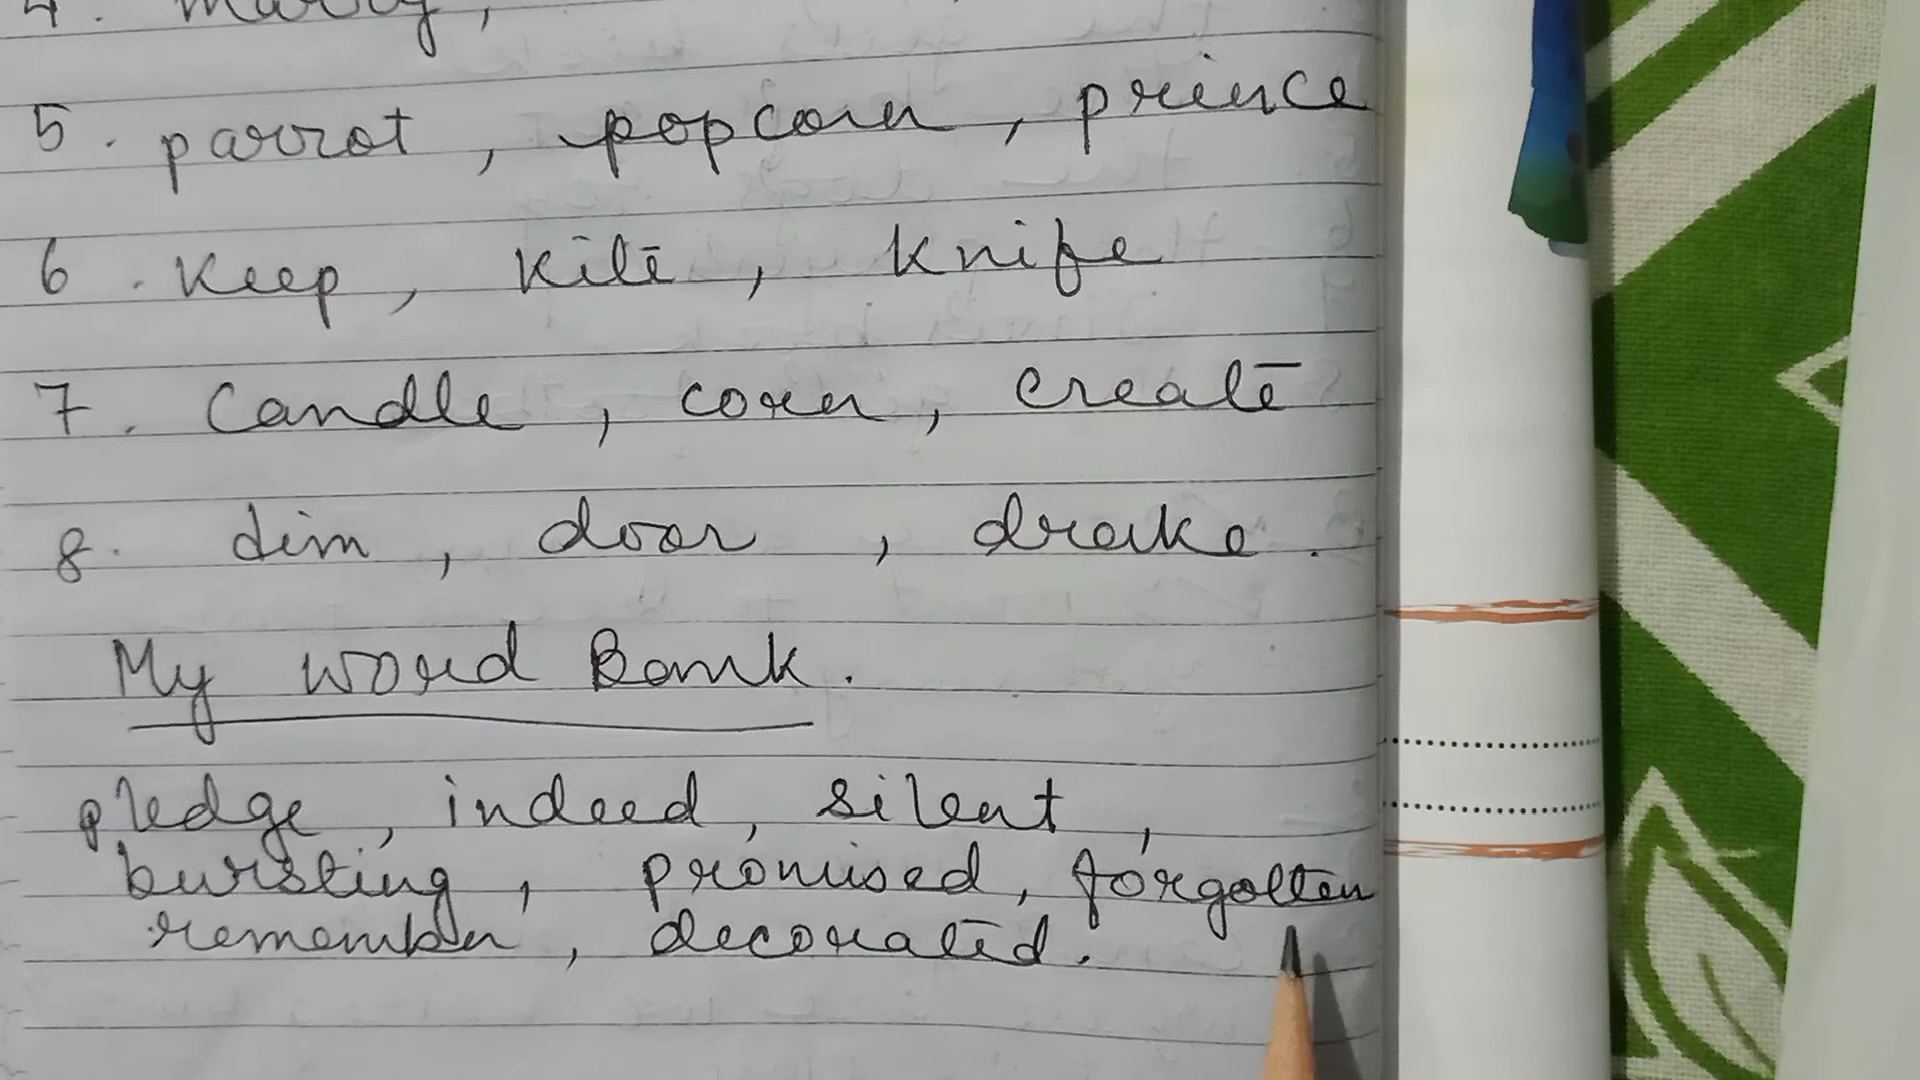 5. parrot, popcorn, prince
6. Keep, kite, knife
7. Candle, corn, create
8. dim, door, drake.
My word Bank.
pledge, indeed, silent,
bursting, promised, forgotten
remember, decorated.